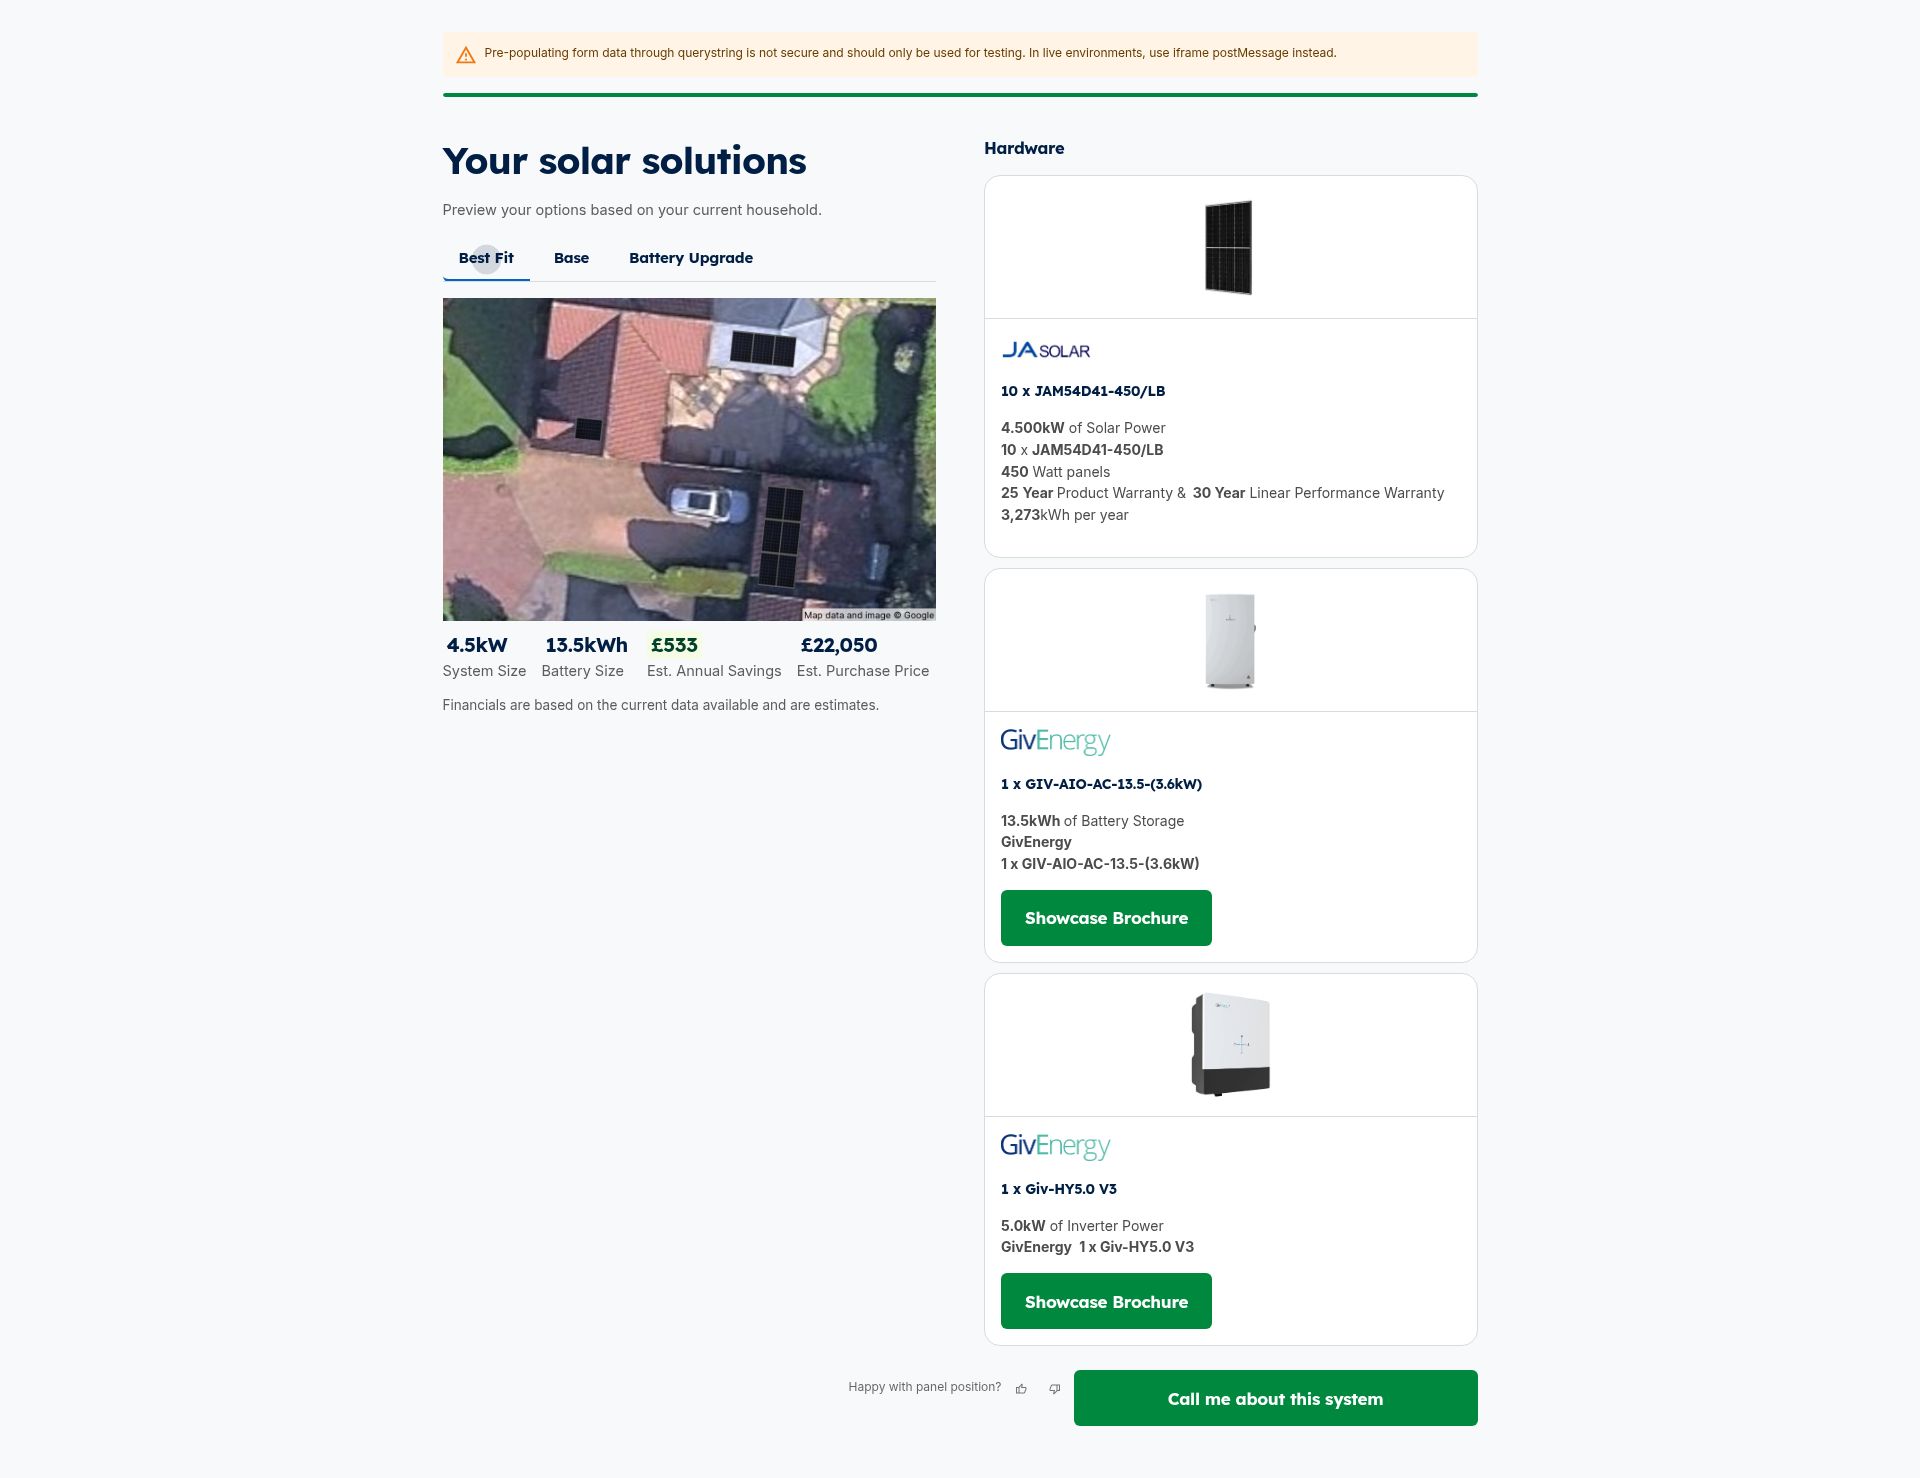 Pre-populating form data through querystring is not secure and should only be used for testing. In live environments, use iframe postMessage instead.
Your solar solutions
Preview your options based on your current household.
Best Fit
Base
Battery Upgrade
Map data and image © Google
4.5kW
System Size
13.5kWh
Battery Size
£533
Est. Annual Savings
£22,050
Est. Purchase Price
Financials are based on the current data available and are estimates.
Hardware
JA SOLAR
10 x JAM54D41-450/LB
4.500kW of Solar Power
10 x JAM54D41-450/LB
450 Watt panels
25 Year Product Warranty & 30 Year Linear Performance Warranty
3,273kWh per year
GivEnergy
1 x GIV-AIO-AC-13.5-(3.6kW)
13.5kWh of Battery Storage
GivEnergy
1 x GIV-AIO-AC-13.5-(3.6kW)
Showcase Brochure
GivEnergy
1 x Giv-HY5.0 V3
5.0kW of Inverter Power
GivEnergy 1 x Giv-HY5.0 V3
Showcase Brochure
Happy with panel position?
Call me about this system